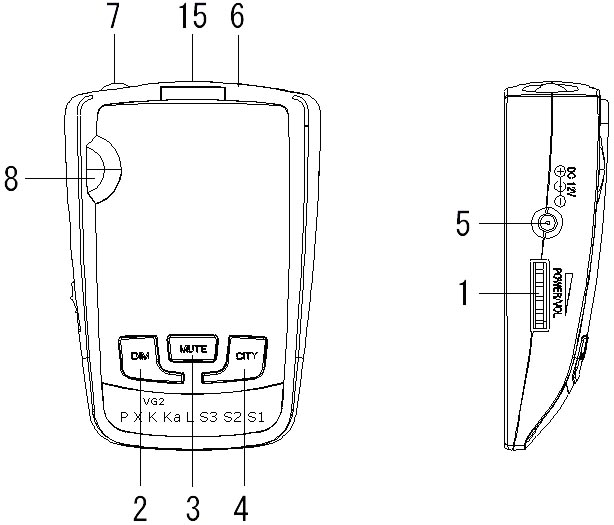 7 15 6
8
DC 12V
5
1
POWER/VOL
DIM MUTE CITY
VG2
P X K Ka L S3 S2 S1
2 3 4